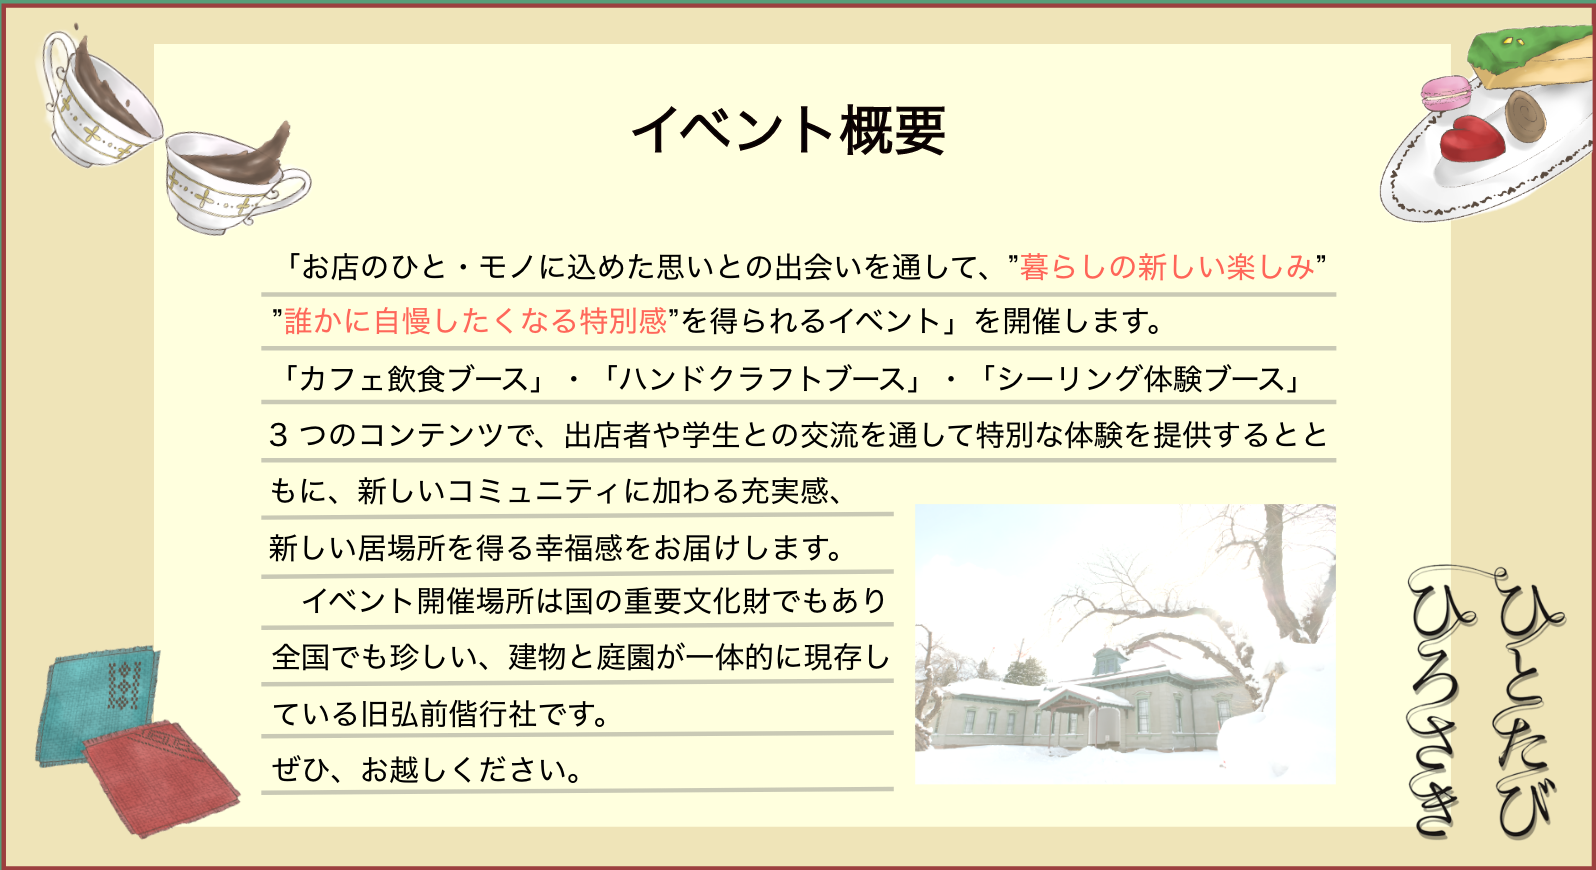 イベント概要
「お店のひと・モノに込めた思いとの出会いを通して、”暮らしの新しい楽しみ”
”誰かに自慢したくなる特別感”を得られるイベント」を開催します。
「カフェ飲食ブース」・「ハンドクラフトブース」・「シーリング体験ブース」
3 つのコンテンツで、出店者や学生との交流を通して特別な体験を提供するとと
もに、新しいコミュニティに加わる充実感、
新しい居場所を得る幸福感をお届けします。
　イベント開催場所は国の重要文化財でもあり
全国でも珍しい、建物と庭園が一体的に現存し
ている旧弘前偕行社です。
ぜひ、お越しください。
ひとたび
ひろさき